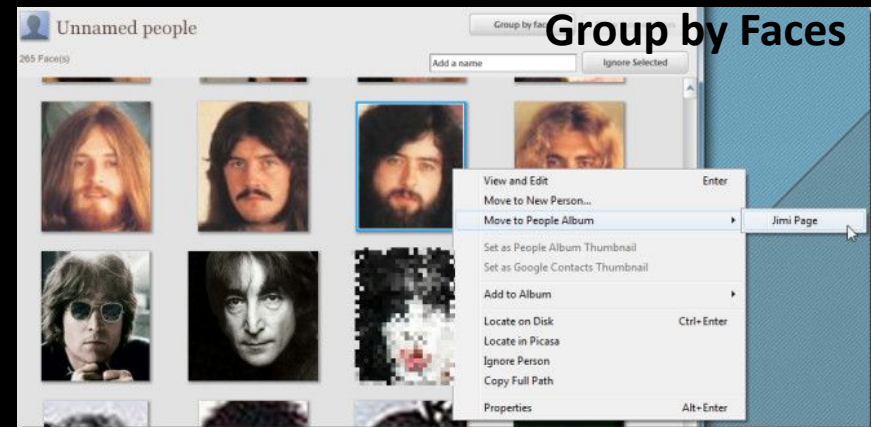 Unnamed people
Group by fac
Group by Faces
265 Face(s)
Add a name
Ignore Selected
View and Edit Enter
Move to New Person...
Move to People Album
Jimi Page
Set as People Album Thumbnail
Set as Google Contacts Thumbnail
Add to Album
Locate on Disk Ctrl+Enter
Locate in Picasa
Ignore Person
Copy Full Path
Properties Alt+Enter